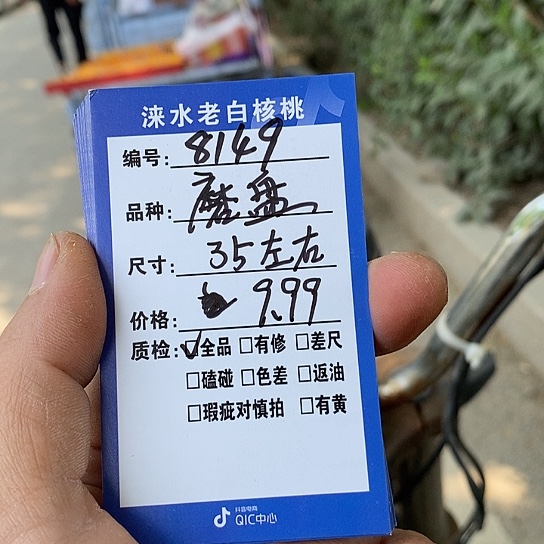 涞水老白核桃
编号: 8149
品种: 磨盘
尺寸: 35左右
价格: 9.99
质检: ☑全品 □有修 □差尺
□磕碰 □色差 □返油
□瑕疵对慎拍 □有黄
抖音电商
QIC中心